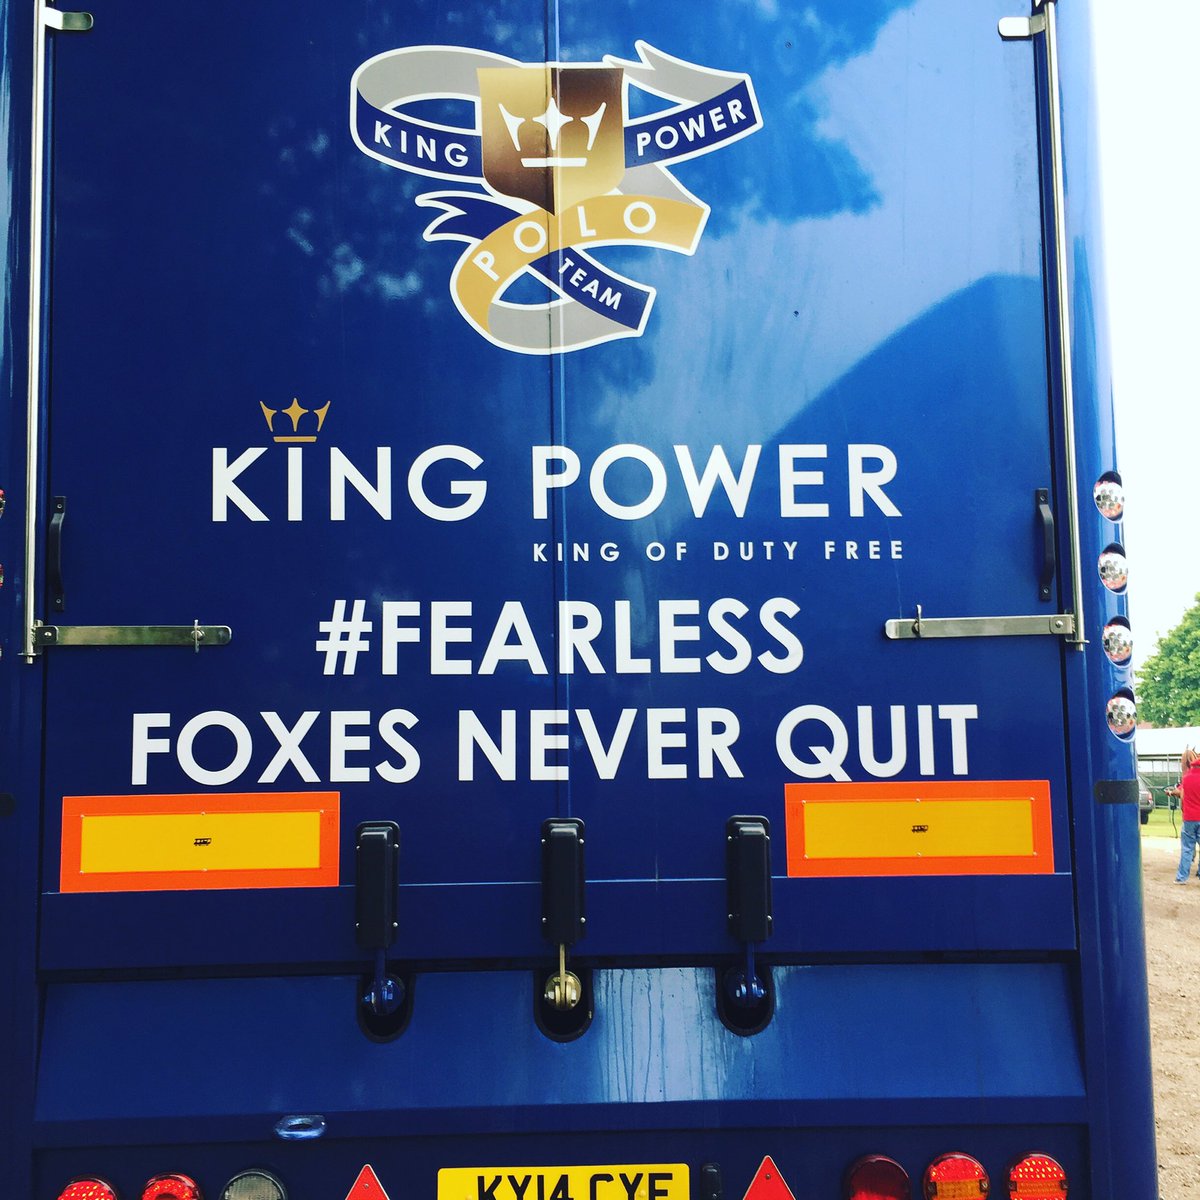 KING POWER
POLO
TEAM
KING POWER
KING OF DUTY FREE
#FEARLESS
FOXES NEVER QUIT
KY14 CYE